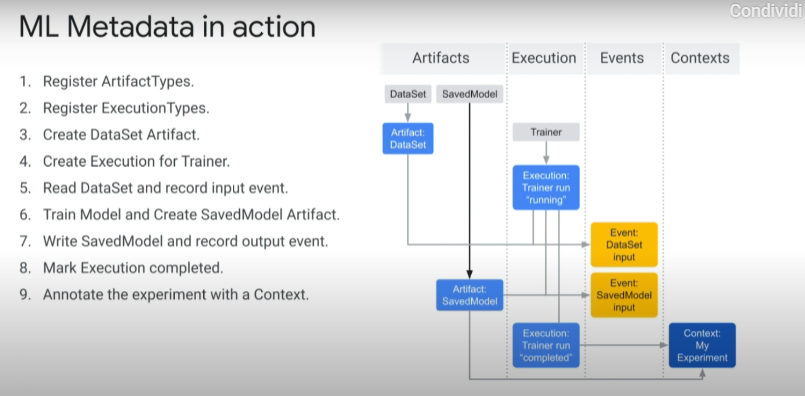 Condividi
ML Metadata in action
1. Register ArtifactTypes.
2. Register ExecutionTypes.
3. Create DataSet Artifact.
4. Create Execution for Trainer.
5. Read DataSet and record input event.
6. Train Model and Create SavedModel Artifact.
7. Write SavedModel and record output event.
8. Mark Execution completed.
9. Annotate the experiment with a Context.
Artifacts
Execution
Events
Contexts
DataSet
SavedModel
Artifact:
DataSet
Trainer
Execution:
Trainer run
"running"
Event:
DataSet
input
Artifact:
SavedModel
Event:
SavedModel
input
Execution:
Trainer run
"completed"
Context:
My
Experiment